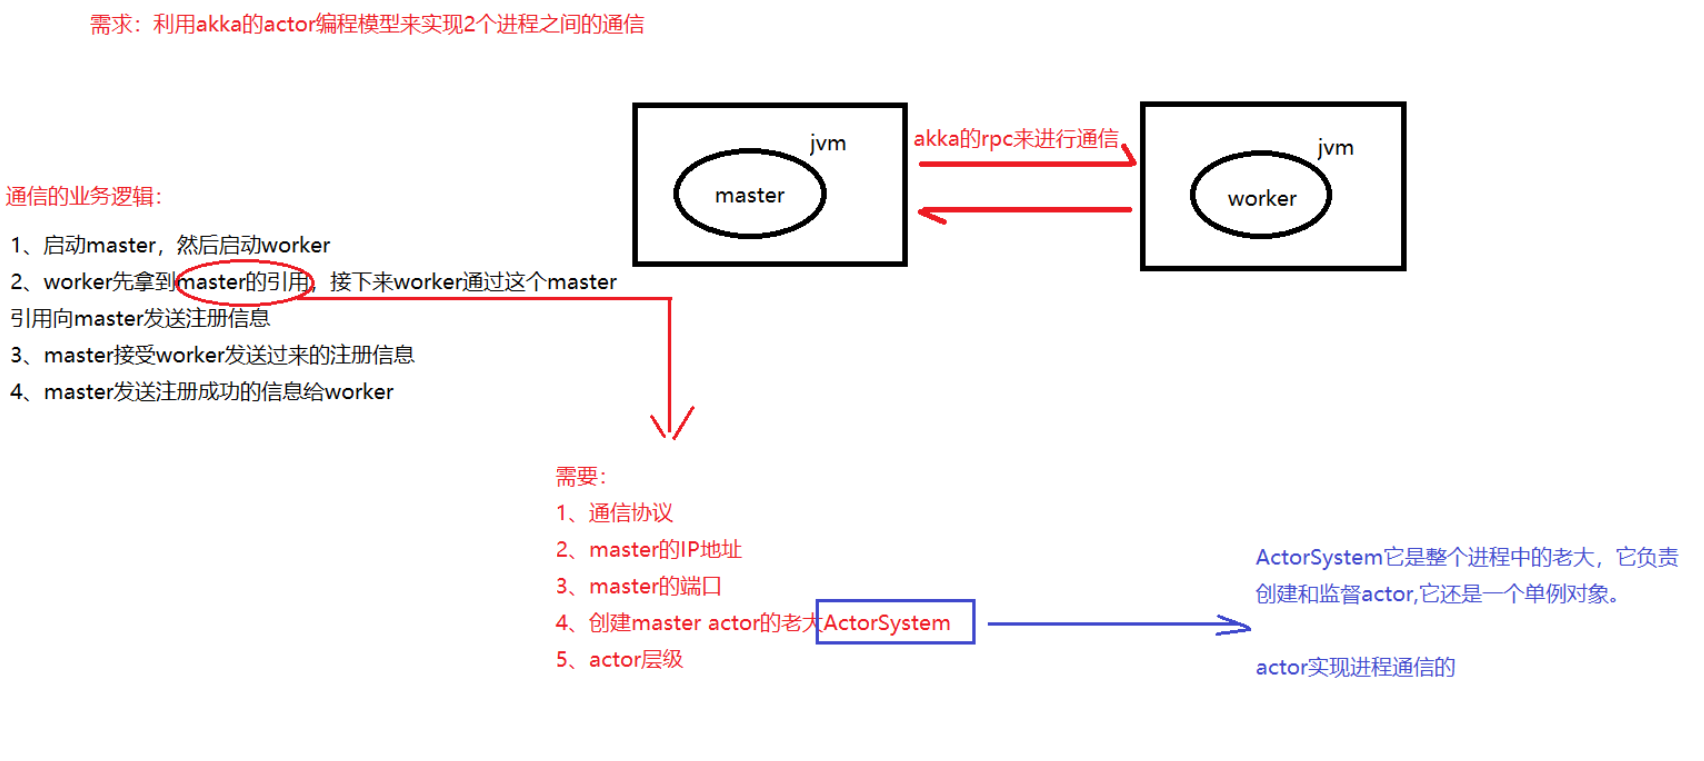 需求：利用akka的actor编程模型来实现2个进程之间的通信
jvm
master
akka的rpc来进行通信
jvm
worker
通信的业务逻辑：
1、启动master，然后启动worker
2、worker先拿到master的引用，接下来worker通过这个master
引用向master发送注册信息
3、master接受worker发送过来的注册信息
4、master发送注册成功的信息给worker
需要：
1、通信协议
2、master的IP地址
3、master的端口
4、创建master actor的老大ActorSystem
5、actor层级
ActorSystem它是整个进程中的老大，它负责
创建和监督actor,它还是一个单例对象。
actor实现进程通信的